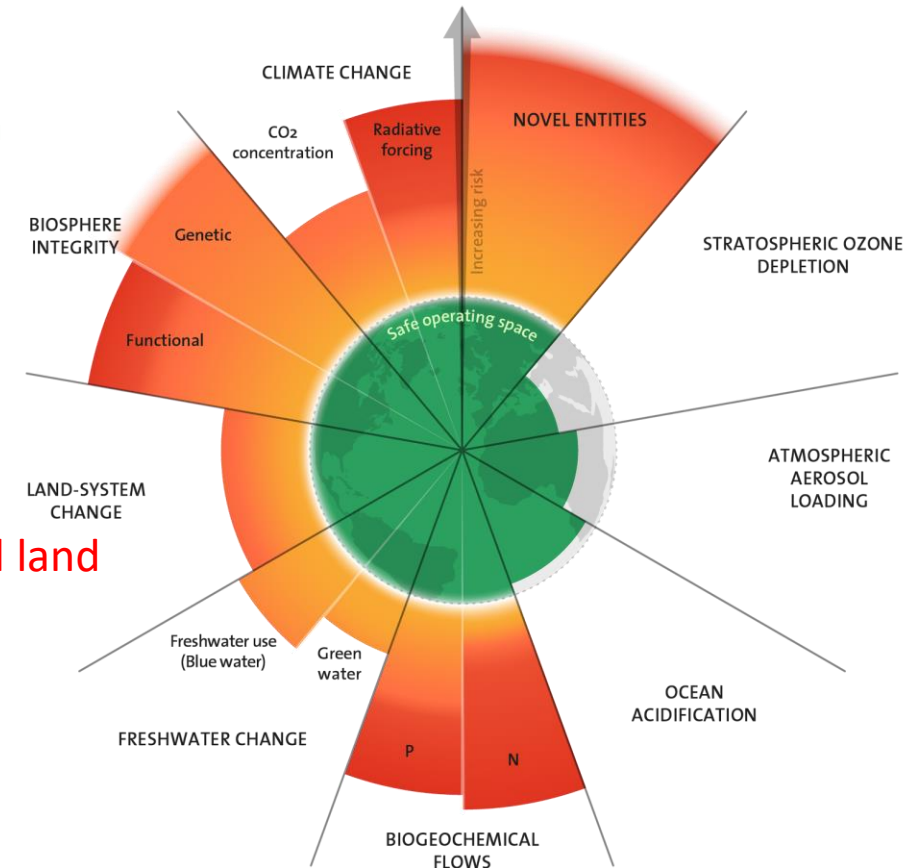 CLIMATE CHANGE
CO2
concentration
Radiative
forcing
NOVEL ENTITIES
Increasing risk
BIOSPHERE
INTEGRITY
Genetic
STRATOSPHERIC OZONE
DEPLETION
Functional
Safe operating space
ATMOSPHERIC
AEROSOL
LOADING
LAND-SYSTEM
CHANGE
land
Freshwater use
(Blue water)
Green
water
OCEAN
ACIDIFICATION
FRESHWATER CHANGE
P
N
BIOGEOCHEMICAL
FLOWS